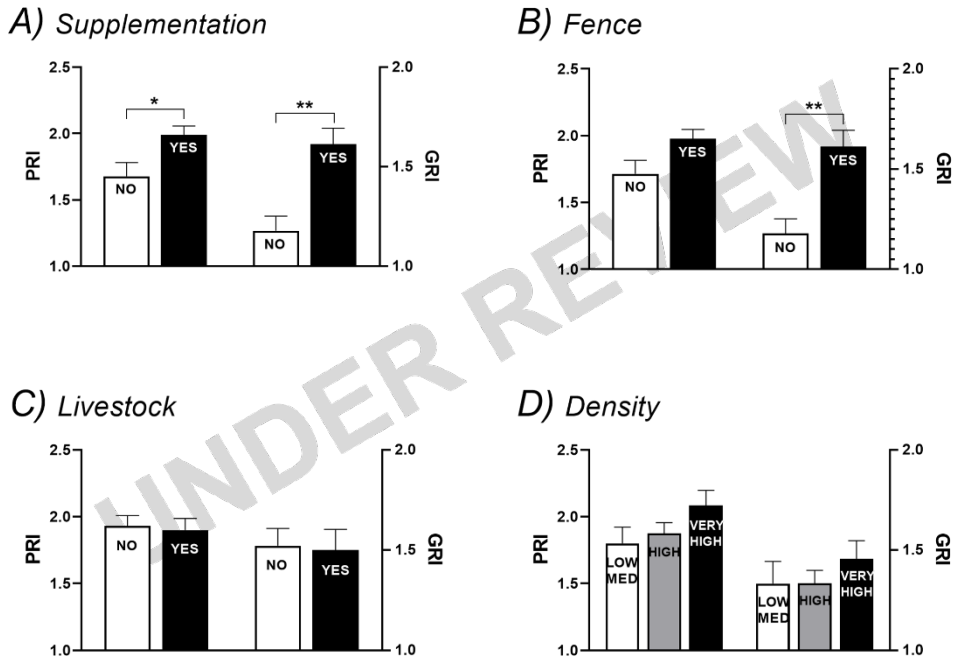 A) Supplementation
2.5
2.0
1.5
1.0
PRI
*
NO
YES
**
NO
YES
2.0
1.5
1.0
GRI
B) Fence
2.5
2.0
1.5
1.0
PRI
NO
YES
**
NO
YES
2.0
1.5
1.0
GRI
UNDER REVIEW
C) Livestock
2.5
2.0
1.5
1.0
PRI
NO
YES
NO
YES
2.0
1.5
1.0
GRI
D) Density
2.5
2.0
1.5
1.0
PRI
LOW
MED
HIGH
VERY
HIGH
LOW
MED
HIGH
VERY
HIGH
2.0
1.5
1.0
GRI